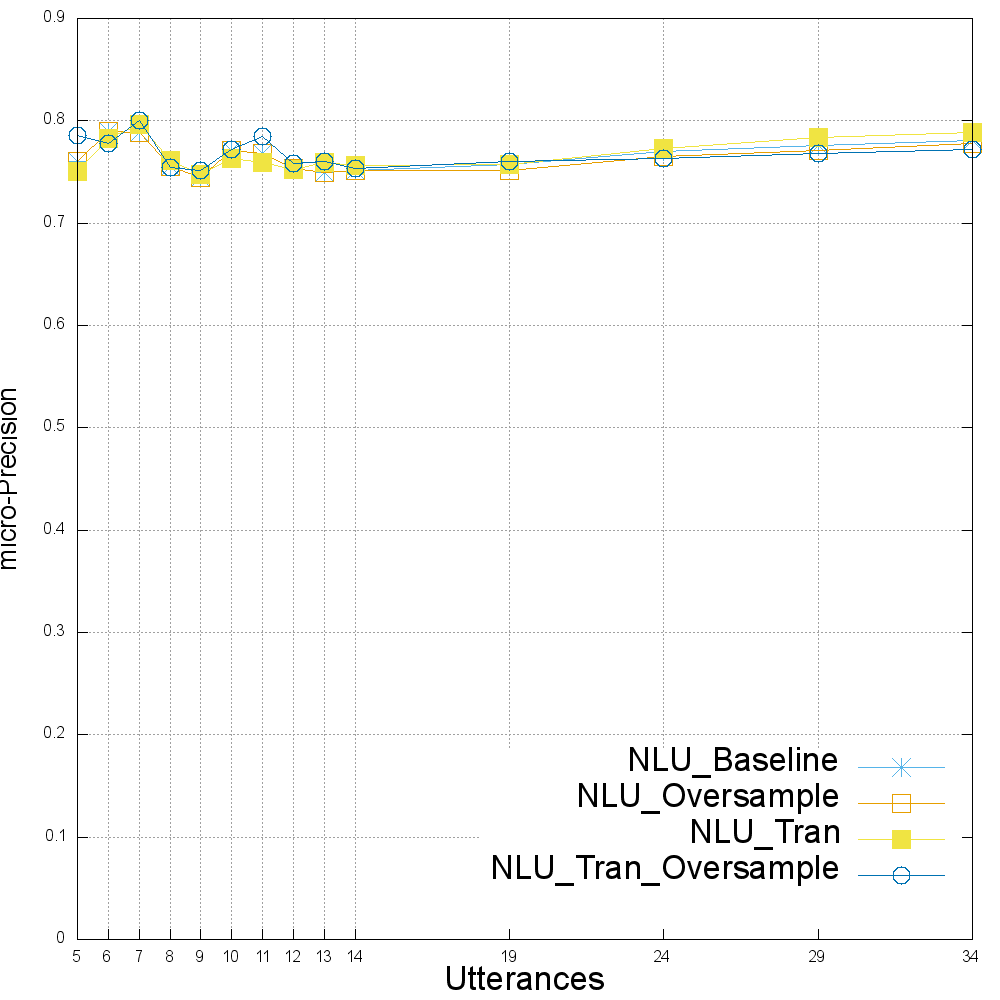 0.9
0.8
0.7
0.6
0.5
0.4
0.3
0.2
0.1
0
micro-Precision
NLU_Baseline
NLU_Oversample
NLU_Tran
NLU_Tran_Oversample
5 6 7 8 9 10 11 12 13 14 19 24 29 34
Utterances